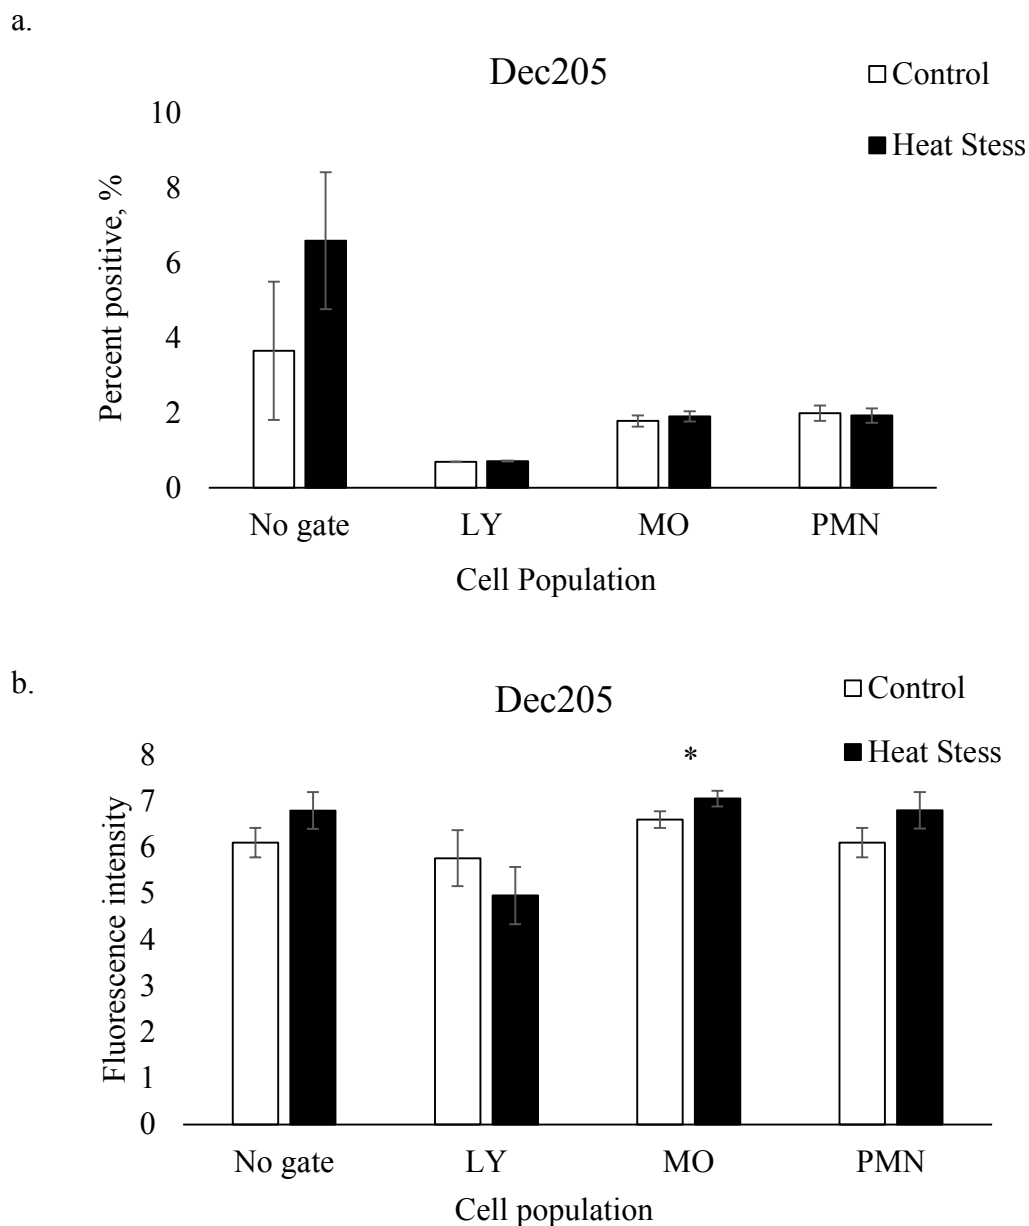 a.
Dec205
Control
Heat Stess
10
8
6
4
2
0
Percent positive, %
No gate LY MO PMN
Cell Population
b.
Dec205
Control
Heat Stess
*
8
7
6
5
4
3
2
1
0
Fluorescence intensity
No gate LY MO PMN
Cell population